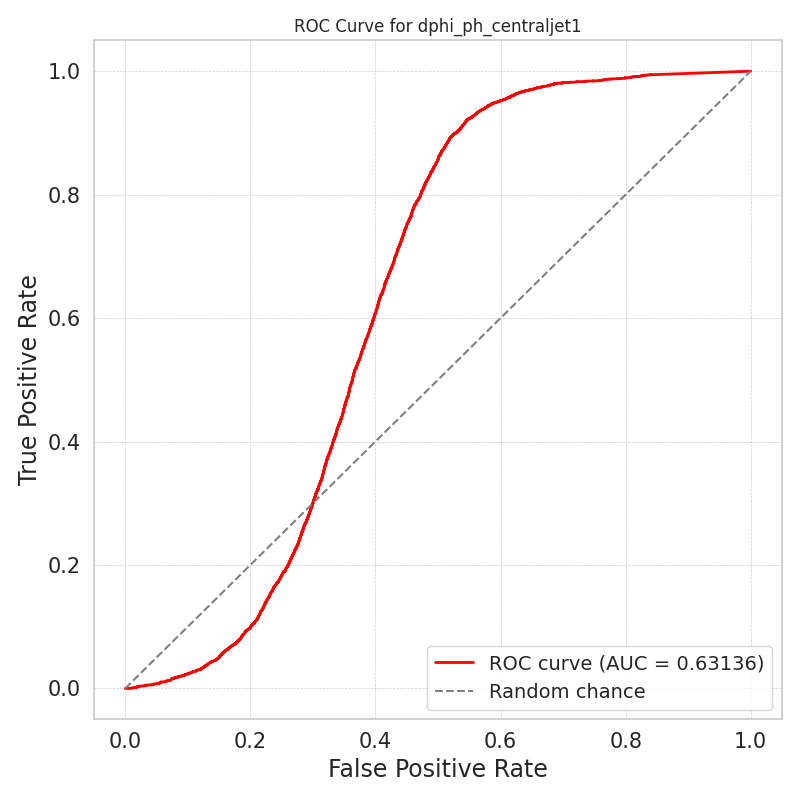 ROC Curve for dphi_ph_centraljet1
True Positive Rate
1.0
0.8
0.6
0.4
0.2
0.0
ROC curve (AUC = 0.63136)
Random chance
0.0 0.2 0.4 0.6 0.8 1.0
False Positive Rate